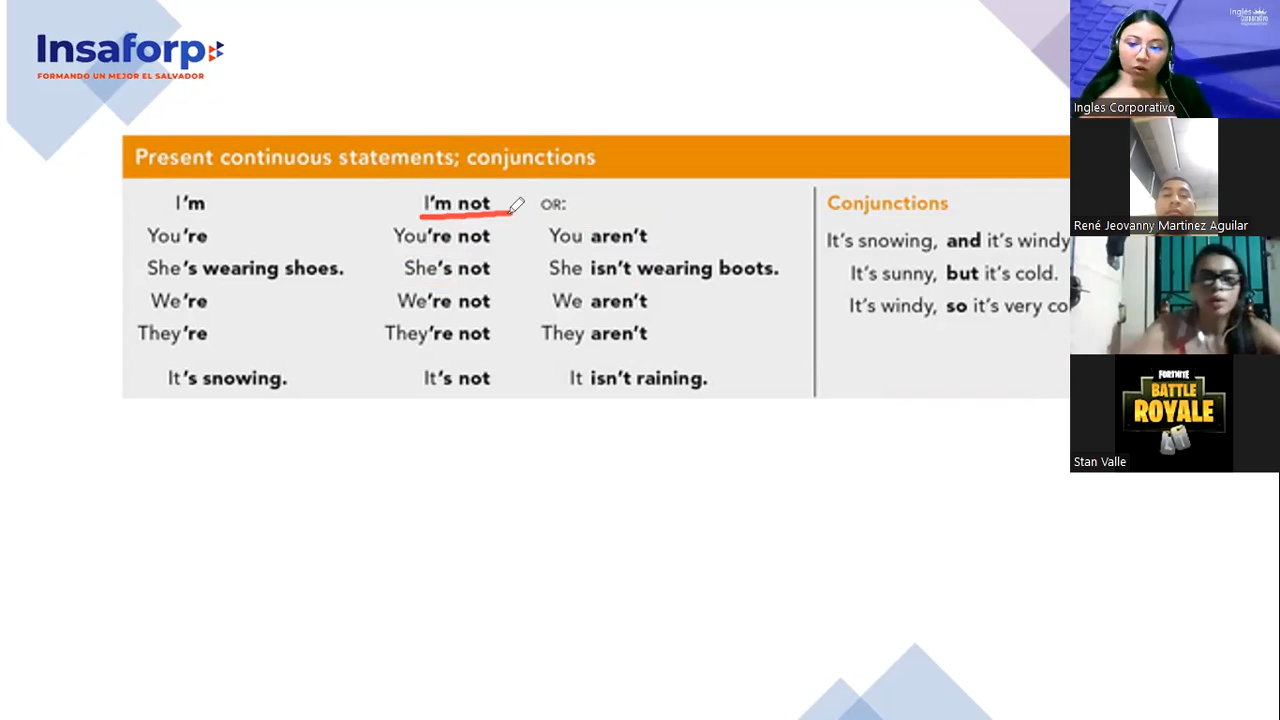 Insaforp
FORMANDO UN MEJOR EL SALVADOR
Present continuous statements; conjunctions
I'm
I'm not
OR:
You're
You're not
You aren't
She's wearing shoes.
She's not
She isn't wearing boots.
We're
We're not
We aren't
They're
They're not
They aren't
It's snowing.
It's not
It isn't raining.
Conjunctions
It's snowing, and it's windy
It's sunny, but it's cold.
It's windy, so it's very co
Inglés
Corporativo
Ingles Corporativo
René Jeovanny Martinez Aguilar
FORTNITE
BATTLE
ROYALE
Stan Valle